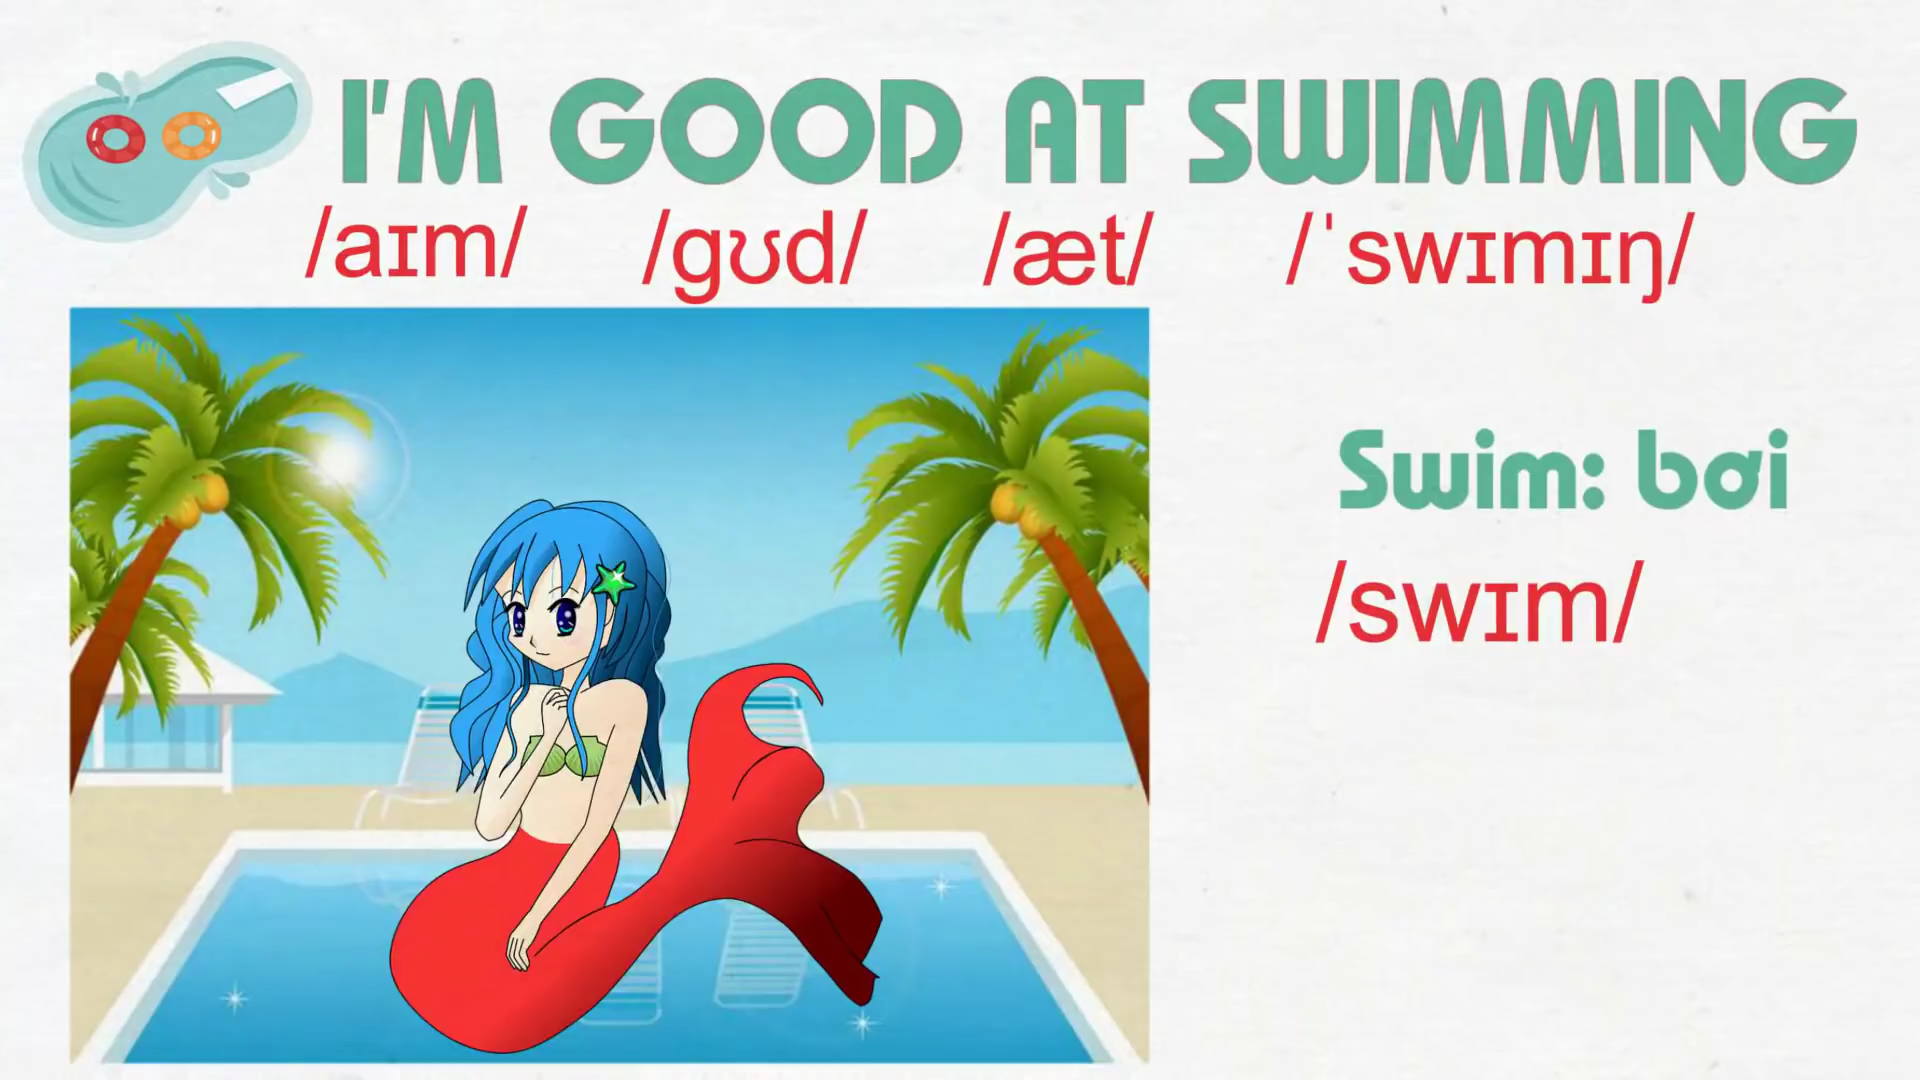 I'M GOOD AT SWIMMING
/aɪm/ /gʊd/ /æt/ /ˈswɪmɪŋ/
Swim: bơi
/swɪm/